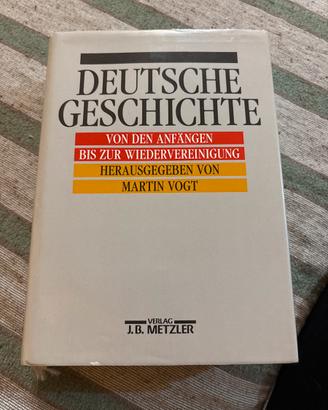 DEUTSCHE
GESCHICHTE
VON DEN ANFÄNGEN
BIS ZUR WIEDERVEREINIGUNG
HERAUSGEGEBEN VON
MARTIN VOGT
VERLAG
J.B. METZLER